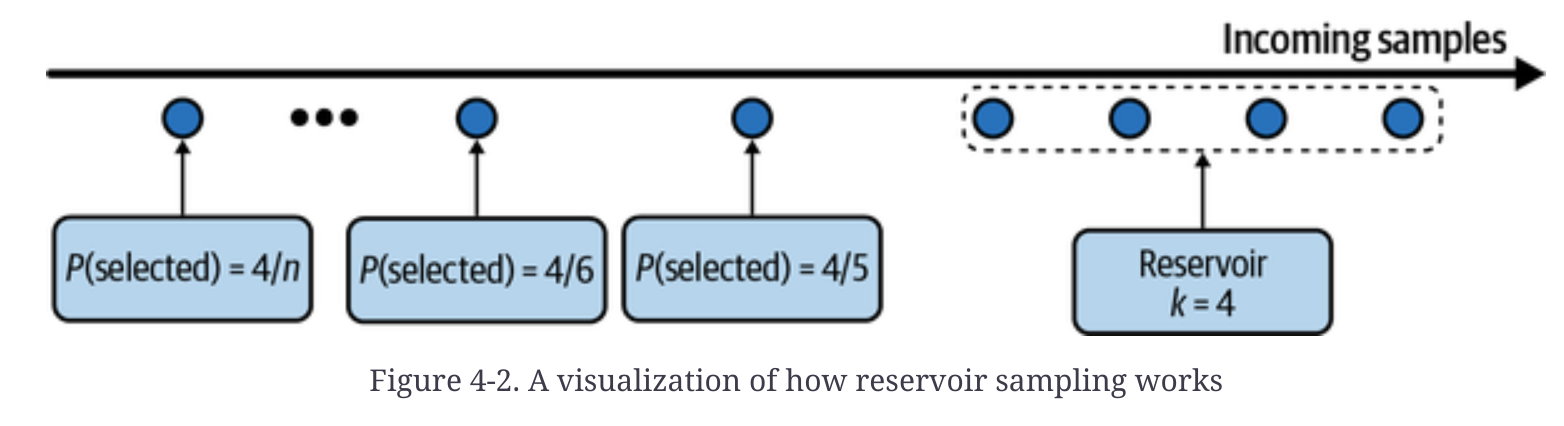 Incoming samples
P(selected) = 4/n
P(selected) = 4/6
P(selected) = 4/5
Reservoir
k = 4
Figure 4-2. A visualization of how reservoir sampling works